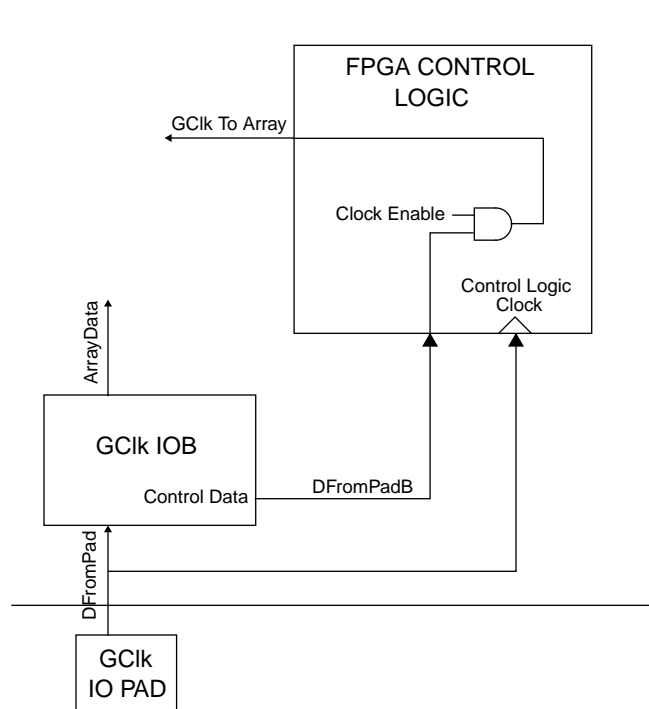 FPGA CONTROL
LOGIC
GClk To Array
Clock Enable
Control Logic
Clock
ArrayData
GClk IOB
Control Data
DFromPadB
DFromPad
GClk
IO PAD